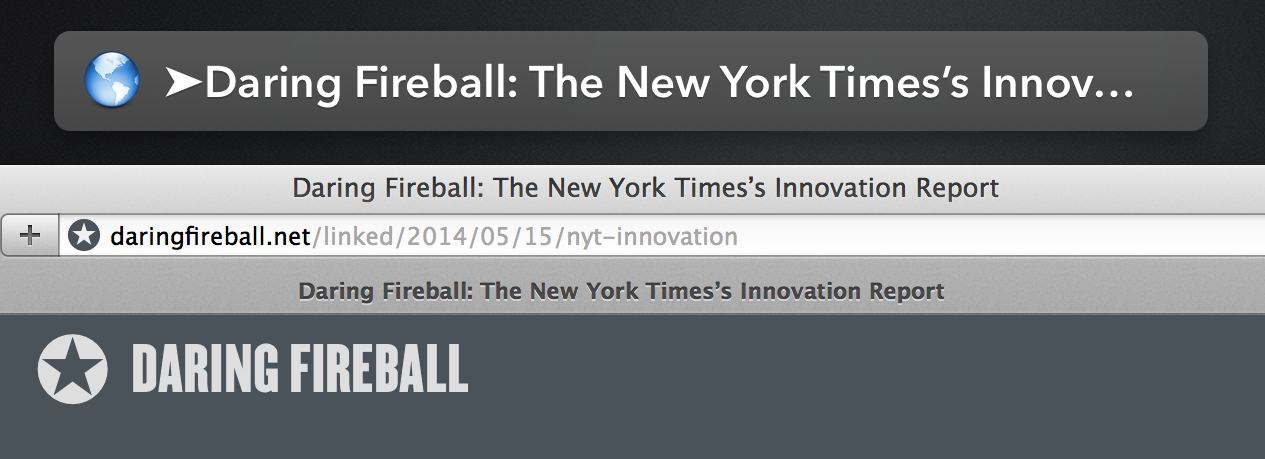 ➤Daring Fireball: The New York Times‘s Innov…
Daring Fireball: The New York Times’s Innovation Report
+ daringfireball.net/linked/2014/05/15/nyt-innovation
Daring Fireball: The New York Times’s Innovation Report
DARING FIREBALL